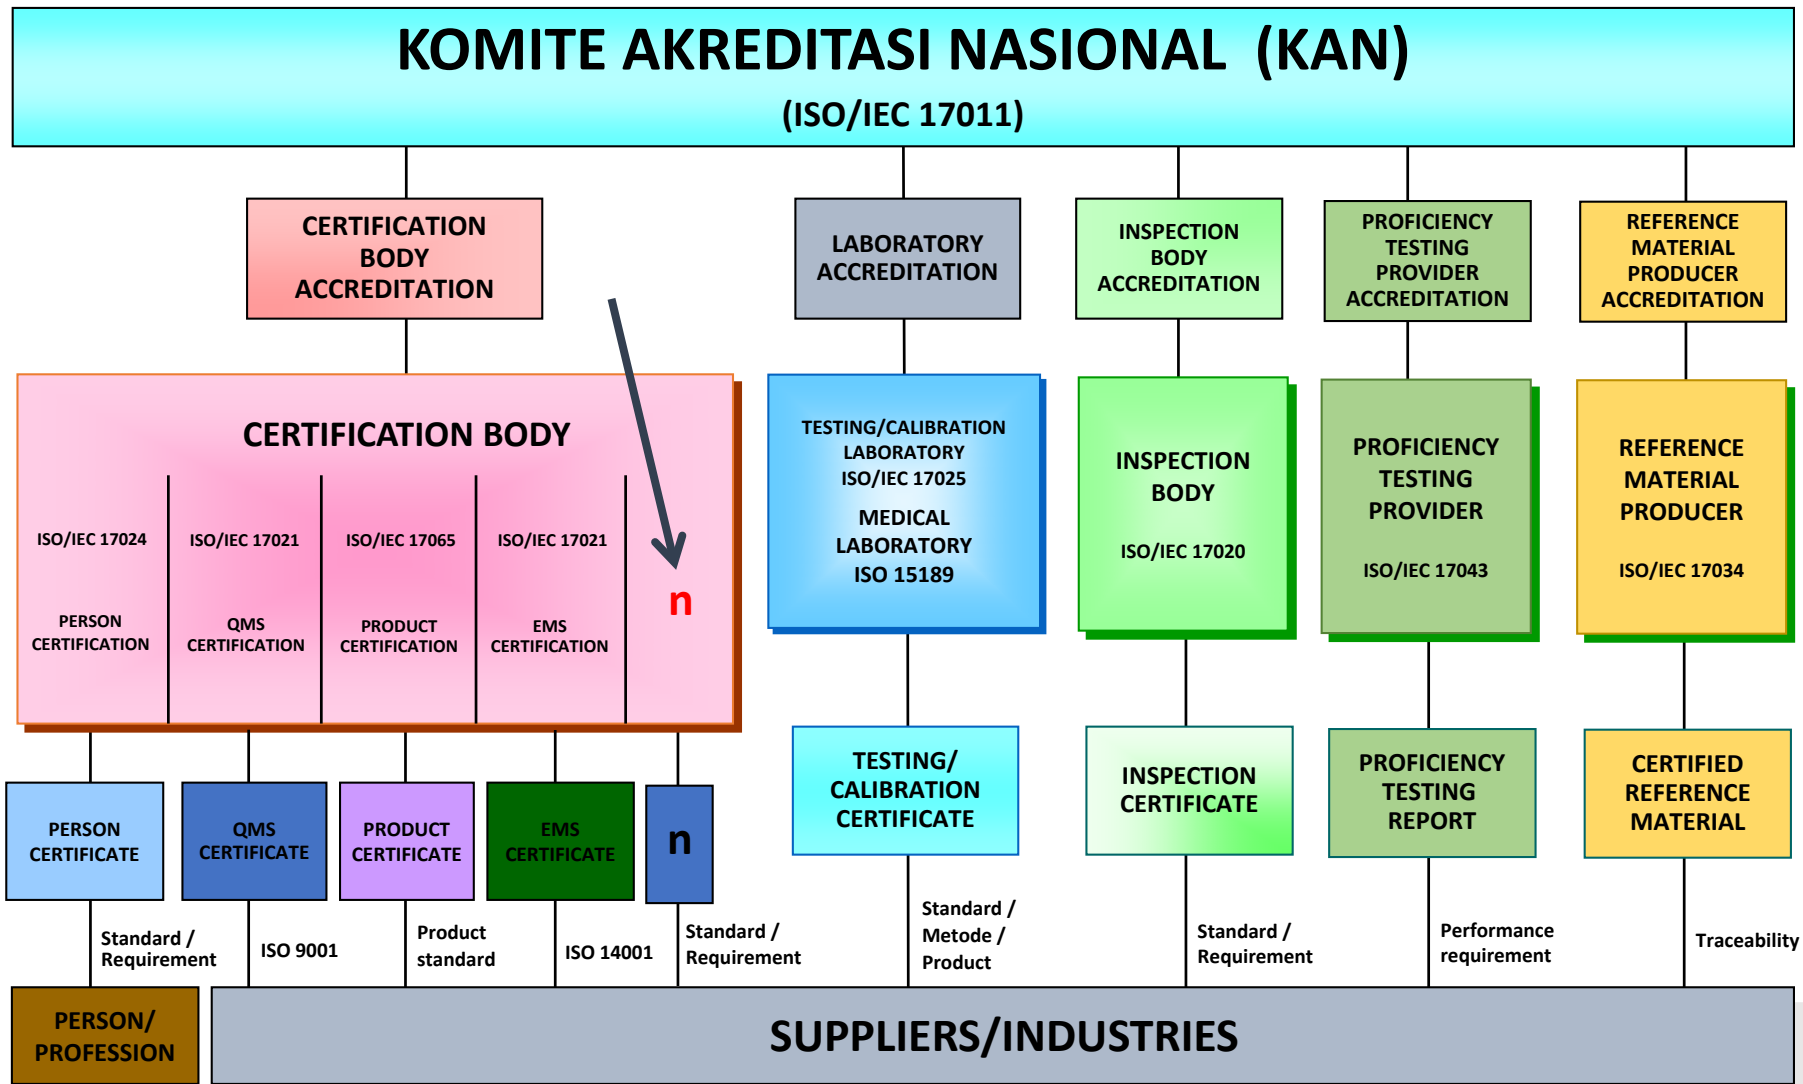 KOMITE AKREDITASI NASIONAL (KAN)
(ISO/IEC 17011)
CERTIFICATION
BODY
ACCREDITATION
LABORATORY
ACCREDITATION
INSPECTION
BODY
ACCREDITATION
PROFICIENCY
TESTING
PROVIDER
ACCREDITATION
REFERENCE
MATERIAL
PRODUCER
ACCREDITATION
CERTIFICATION BODY
ISO/IEC 17024
PERSON
CERTIFICATION
ISO/IEC 17021
QMS
CERTIFICATION
ISO/IEC 17065
PRODUCT
CERTIFICATION
ISO/IEC 17021
EMS
CERTIFICATION
n
TESTING/CALIBRATION
LABORATORY
ISO/IEC 17025
MEDICAL
LABORATORY
ISO 15189
INSPECTION
BODY
ISO/IEC 17020
PROFICIENCY
TESTING
PROVIDER
ISO/IEC 17043
REFERENCE
MATERIAL
PRODUCER
ISO/IEC 17034
PERSON
CERTIFICATE
QMS
CERTIFICATE
PRODUCT
CERTIFICATE
EMS
CERTIFICATE
n
TESTING/
CALIBRATION
CERTIFICATE
INSPECTION
CERTIFICATE
PROFICIENCY
TESTING
REPORT
CERTIFIED
REFERENCE
MATERIAL
Standard /
Requirement
ISO 9001
Product
standard
ISO 14001
Standard /
Requirement
Standard /
Metode /
Product
Standard /
Requirement
Performance
requirement
Traceability
PERSON/
PROFESSION
SUPPLIERS/INDUSTRIES